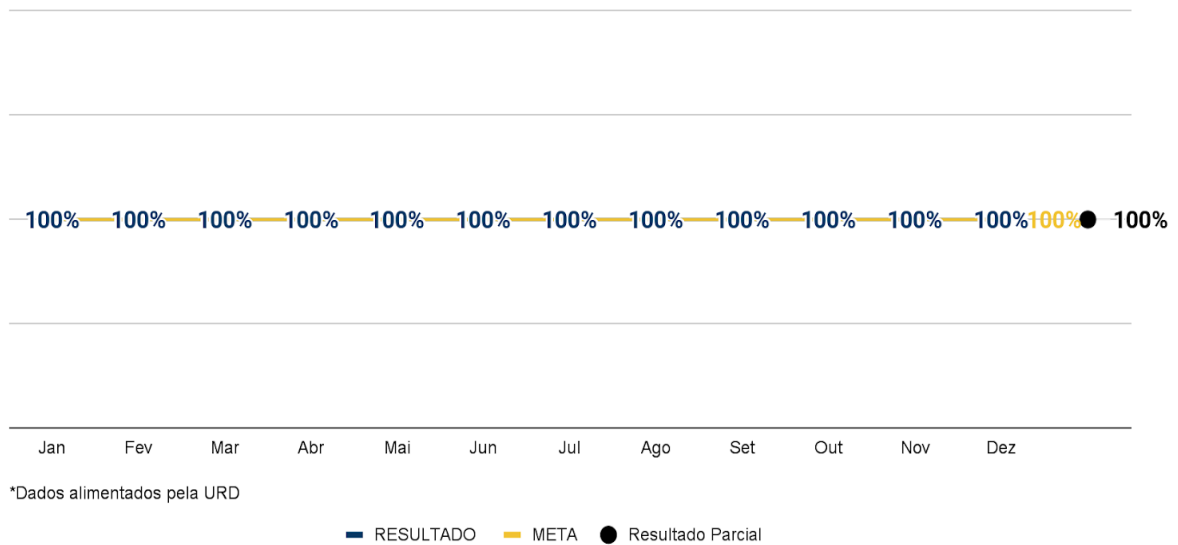 100% 100% 100% 100% 100% 100% 100% 100% 100% 100% 100% 100% 100% 100%
Jan Fev Mar Abr Mai Jun Jul Ago Set Out Nov Dez
*Dados alimentados pela URD
RESULTADO META Resultado Parcial